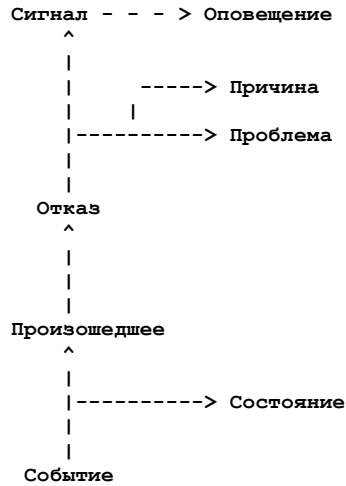 Сигнал - - - > Оповещение
Причина
Проблема
Отказ
Произошедшее
Состояние
Событие